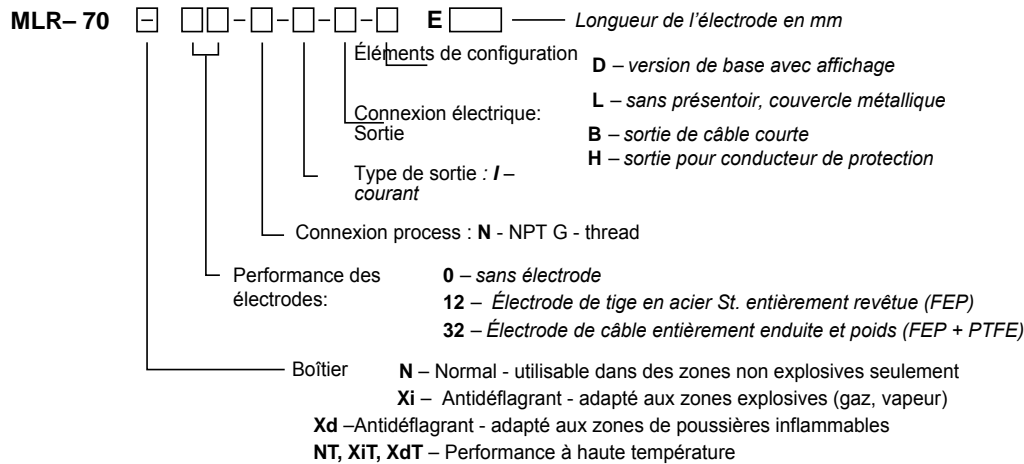 MLR– 70 – E Longueur de l'électrode en mm
Éléments de configuration
D – version de base avec affichage
L – sans présentoir, couvercle métallique
Connexion électrique:
Sortie
B – sortie de câble courte
H – sortie pour conducteur de protection
Type de sortie : I –
courant
Connexion process : N - NPT G - thread
Performance des
électrodes:
0 – sans électrode
12 – Électrode de tige en acier St. entièrement revêtue (FEP)
32 – Électrode de câble entièrement enduite et poids (FEP + PTFE)
Boîtier
N – Normal - utilisable dans des zones non explosives seulement
Xi – Antidéflagrant - adapté aux zones explosives (gaz, vapeur)
Xd –Antidéflagrant - adapté aux zones de poussières inflammables
NT, XiT, XdT – Performance à haute température